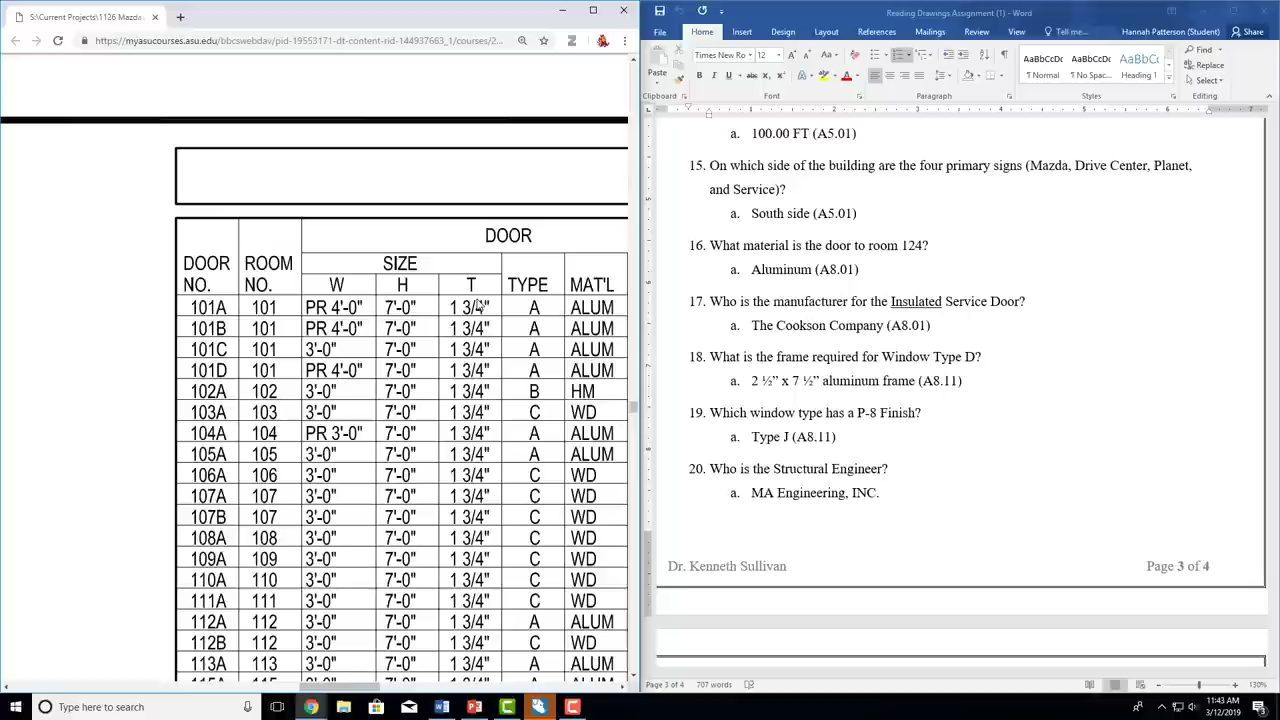 S:\Current Projects\1126 Mazda
https://myasucourses.asu.edu/bbcswebdav/pid-19553171-dt-content-rid-144937663_1/courses/2...
DOOR
DOOR ROOM SIZE
NO. NO. W H T TYPE MAT'L
101A 101 PR 4'-0" 7'-0" 1 3/4" A ALUM
101B 101 PR 4'-0" 7'-0" 1 3/4" A ALUM
101C 101 3'-0" 7'-0" 1 3/4" A ALUM
101D 101 PR 4'-0" 7'-0" 1 3/4" A ALUM
102A 102 3'-0" 7'-0" 1 3/4" B HM
103A 103 3'-0" 7'-0" 1 3/4" C WD
104A 104 PR 3'-0" 7'-0" 1 3/4" A ALUM
105A 105 3'-0" 7'-0" 1 3/4" A ALUM
106A 106 3'-0" 7'-0" 1 3/4" C WD
107A 107 3'-0" 7'-0" 1 3/4" C WD
107B 107 3'-0" 7'-0" 1 3/4" C WD
108A 108 3'-0" 7'-0" 1 3/4" C WD
109A 109 3'-0" 7'-0" 1 3/4" C WD
110A 110 3'-0" 7'-0" 1 3/4" C WD
111A 111 3'-0" 7'-0" 1 3/4" C WD
112A 112 3'-0" 7'-0" 1 3/4" A ALUM
112B 112 3'-0" 7'-0" 1 3/4" C WD
113A 113 3'-0" 7'-0" 1 3/4" A ALUM
Reading Drawings Assignment (1) - Word
Hannah Patterson (Student) Share
File Home Insert Draw Design Layout References Mailings Review View Tell me...
Paste Times New Ro 12 Find
B I U abc Replace
Select
AaBbCcDc AaBbCcDc AaBbCc
¶ Normal ¶ No Spac... Heading 1
Clipboard Font Paragraph Styles Editing
a. 100.00 FT (A5.01)
15. On which side of the building are the four primary signs (Mazda, Drive Center, Planet,
and Service)?
a. South side (A5.01)
16. What material is the door to room 124?
a. Aluminum (A8.01)
17. Who is the manufacturer for the Insulated Service Door?
a. The Cookson Company (A8.01)
18. What is the frame required for Window Type D?
a. 2 ½” x 7 ½” aluminum frame (A8.11)
19. Which window type has a P-8 Finish?
a. Type J (A8.11)
20. Who is the Structural Engineer?
a. MA Engineering, INC.
Dr. Kenneth Sullivan Page 3 of 4
Page 3 of 4 707 words 130%
Type here to search
11:43 AM
3/12/2019